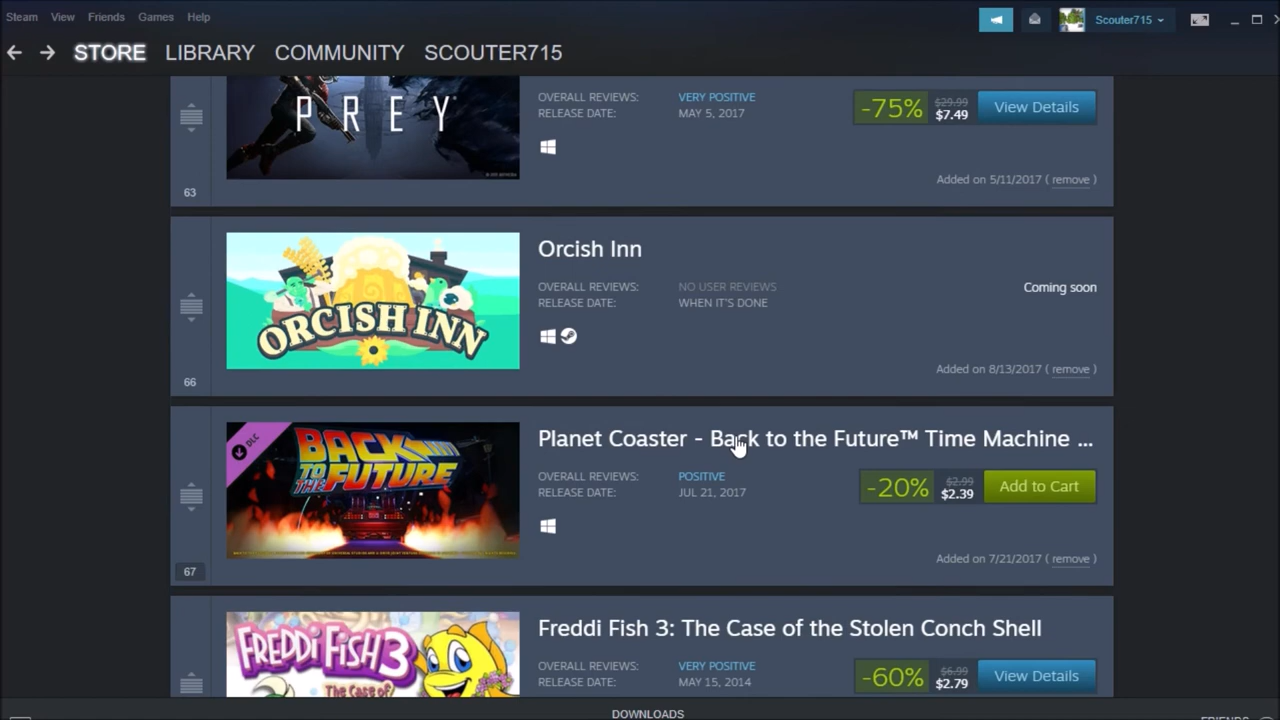 Steam View Friends Games Help
Scouter715
STORE LIBRARY COMMUNITY SCOUTER715
PREY
OVERALL REVIEWS: VERY POSITIVE
RELEASE DATE: MAY 5, 2017
-75% $29.99 $7.49 View Details
63
Added on 5/11/2017 ( remove )
ORCISH INN
Orcish Inn
OVERALL REVIEWS: NO USER REVIEWS
RELEASE DATE: WHEN IT'S DONE
Coming soon
66
Added on 8/13/2017 ( remove )
DLC
BACK TO THE FUTURE
Planet Coaster - Back to the Future™ Time Machine ...
OVERALL REVIEWS: POSITIVE
RELEASE DATE: JUL 21, 2017
-20% $2.99 $2.39 Add to Cart
67
Added on 7/21/2017 ( remove )
FREDDI FISH 3
The Case of
Freddi Fish 3: The Case of the Stolen Conch Shell
OVERALL REVIEWS: VERY POSITIVE
RELEASE DATE: MAY 15, 2014
-60% $6.99 $2.79 View Details
DOWNLOADS
FRIENDS